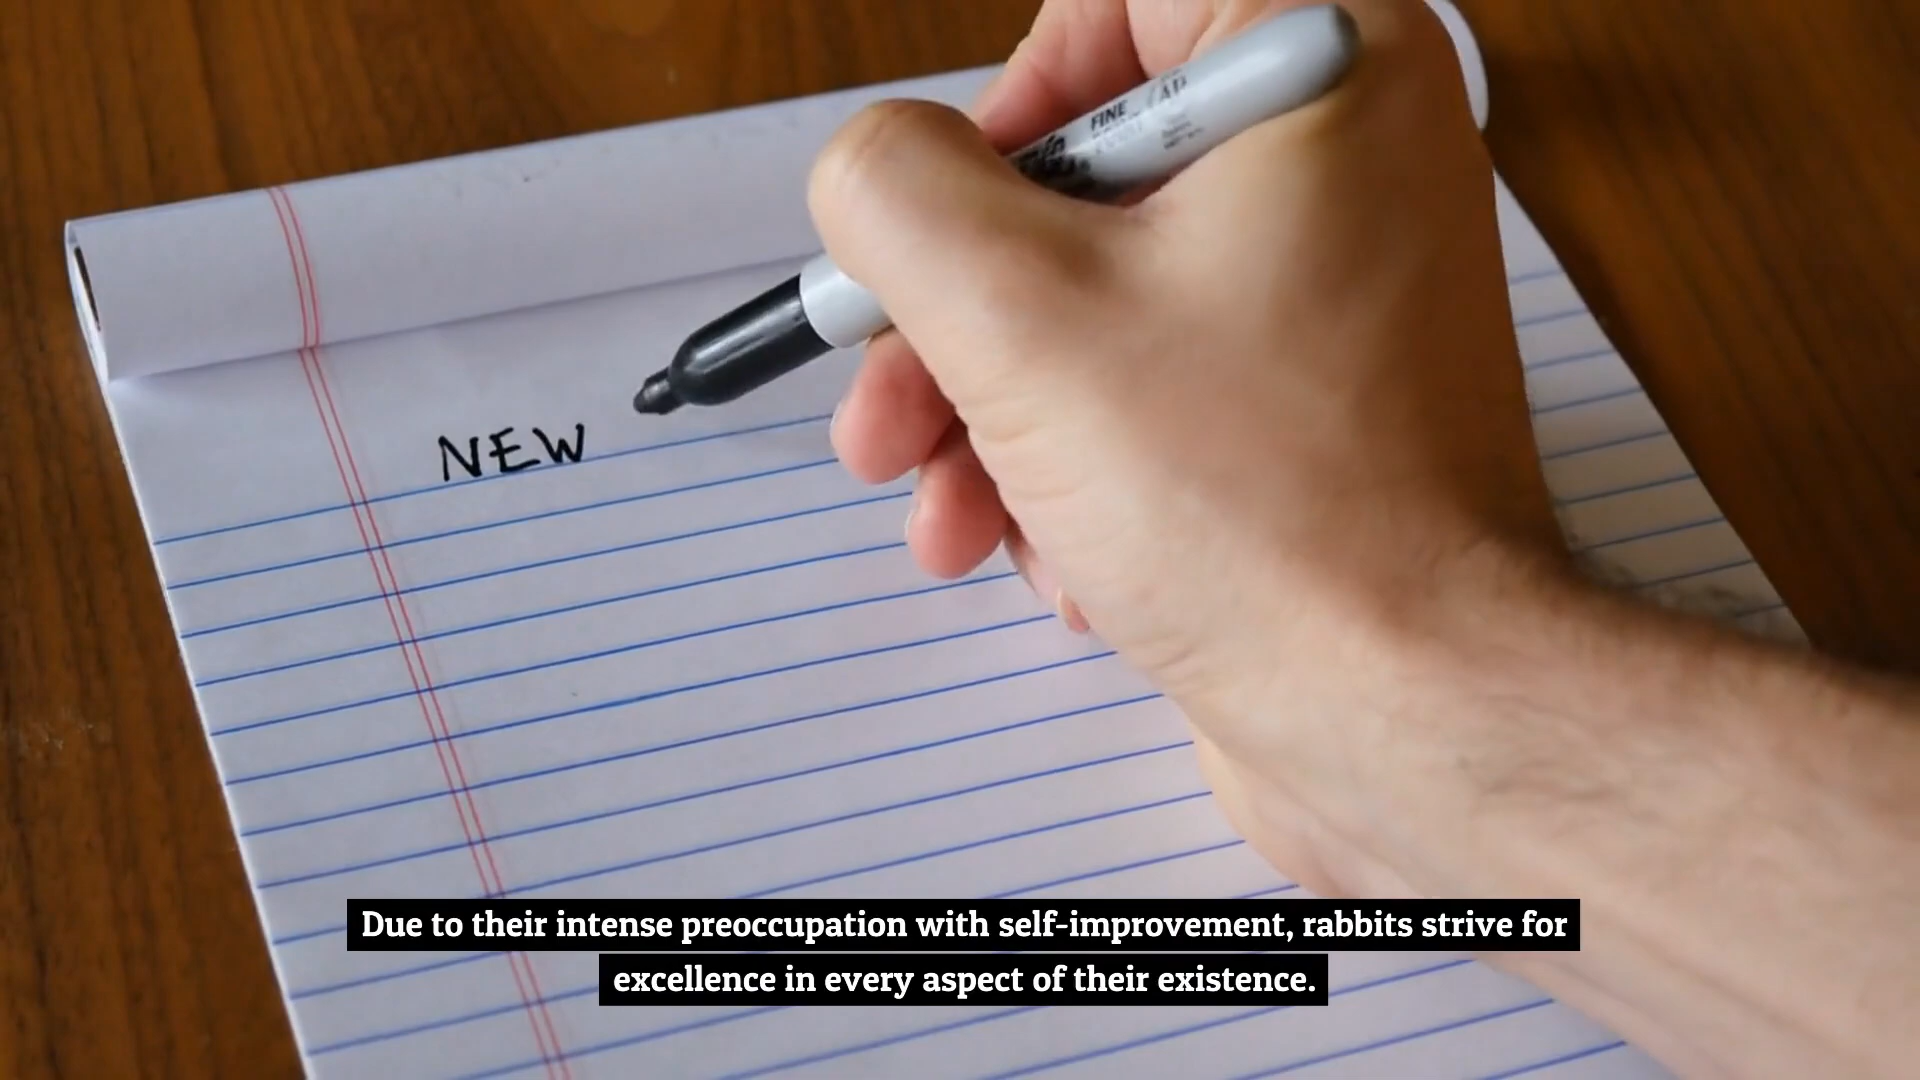 FINE
NEW
Due to their intense preoccupation with self-improvement, rabbits strive for
excellence in every aspect of their existence.